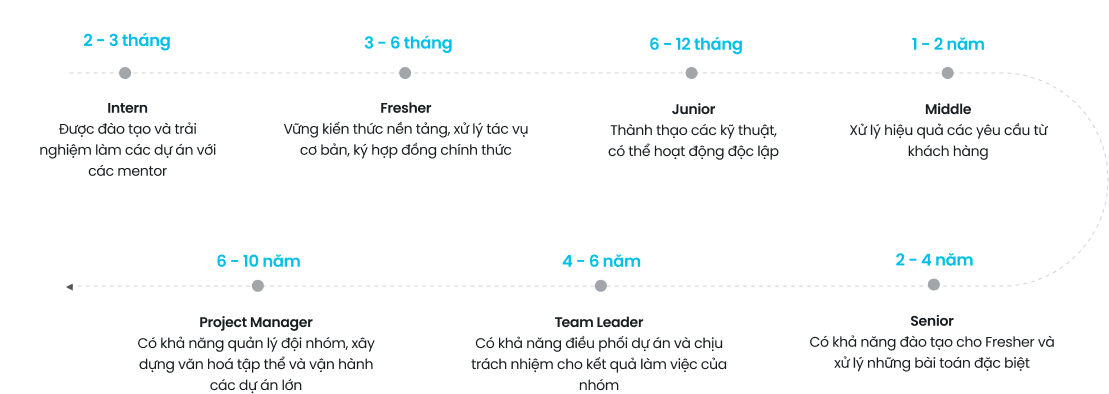 2 - 3 tháng
Intern
Được đào tạo và trải
nghiệm làm các dự án với
các mentor
3 - 6 tháng
Fresher
Vững kiến thức nền tảng, xử lý tác vụ
cơ bản, ký hợp đồng chính thức
6 - 12 tháng
Junior
Thành thạo các kỹ thuật,
có thể hoạt động độc lập
1 - 2 năm
Middle
Xử lý hiệu quả các yêu cầu từ
khách hàng
2 - 4 năm
Senior
Có khả năng đào tạo cho Fresher và
xử lý những bài toán đặc biệt
4 - 6 năm
Team Leader
Có khả năng điều phối dự án và chịu
trách nhiệm cho kết quả làm việc của
nhóm
6 - 10 năm
Project Manager
Có khả năng quản lý đội nhóm, xây
dựng văn hoá tập thể và vận hành
các dự án lớn